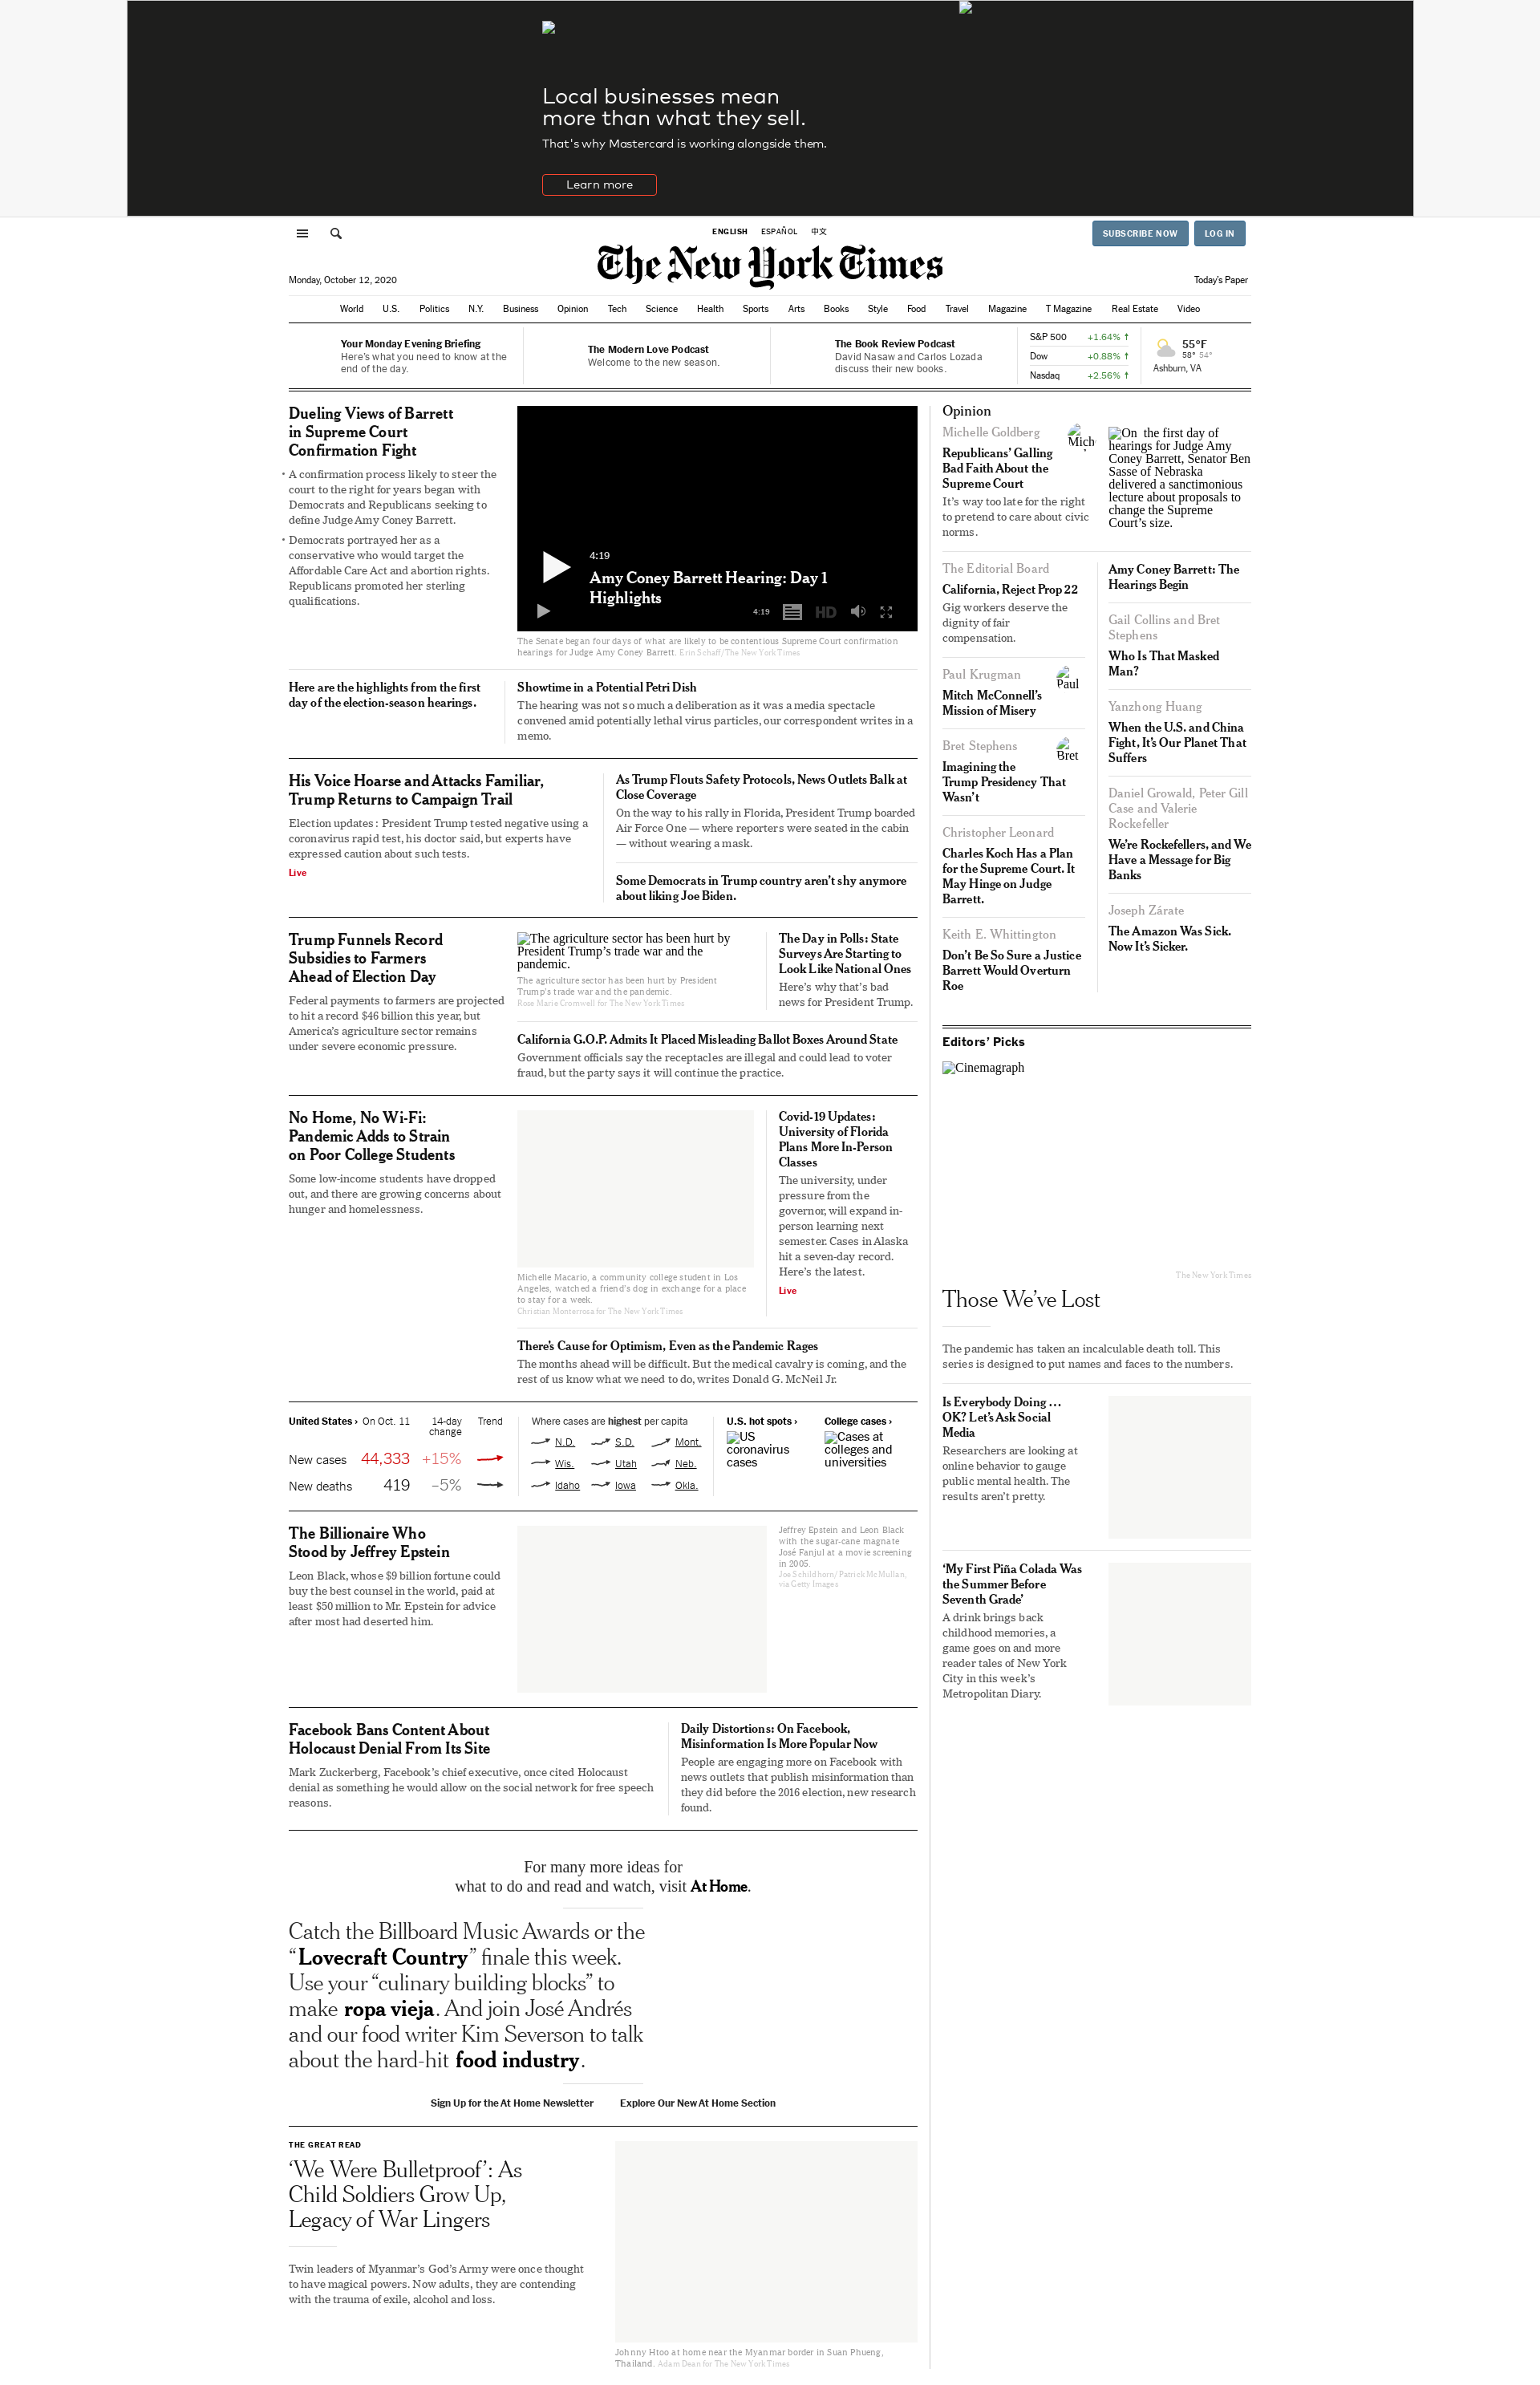 Local businesses mean
more than what they sell.
That's why Mastercard is working alongside them.
Learn more
ENGLISH ESPAÑOL 中文
SUBSCRIBE NOW LOG IN
The New York Times
Monday, October 12, 2020
Today's Paper
World U.S. Politics N.Y. Business Opinion Tech Science Health Sports Arts Books Style Food Travel Magazine T Magazine Real Estate Video
Your Monday Evening Briefing
Here's what you need to know at the
end of the day.
The Modern Love Podcast
Welcome to the new season.
The Book Review Podcast
David Nasaw and Carlos Lozada
discuss their new books.
S&P 500 +1.64% ↑
Dow +0.88% ↑
Nasdaq +2.56% ↑
55°F
58° 54°
Ashburn, VA
Dueling Views of Barrett
in Supreme Court
Confirmation Fight
• A confirmation process likely to steer the
court to the right for years began with
Democrats and Republicans seeking to
define Judge Amy Coney Barrett.
• Democrats portrayed her as a
conservative who would target the
Affordable Care Act and abortion rights.
Republicans promoted her sterling
qualifications.
4:19
Amy Coney Barrett Hearing: Day 1
Highlights
4:19 HD
The Senate began four days of what are likely to be contentious Supreme Court confirmation
hearings for Judge Amy Coney Barrett. Erin Schaff/The New York Times
Here are the highlights from the first
day of the election-season hearings.
Showtime in a Potential Petri Dish
The hearing was not so much a deliberation as it was a media spectacle
convened amid potentially lethal virus particles, our correspondent writes in a
memo.
His Voice Hoarse and Attacks Familiar,
Trump Returns to Campaign Trail
Election updates: President Trump tested negative using a
coronavirus rapid test, his doctor said, but experts have
expressed caution about such tests.
Live
As Trump Flouts Safety Protocols, News Outlets Balk at
Close Coverage
On the way to his rally in Florida, President Trump boarded
Air Force One — where reporters were seated in the cabin
— without wearing a mask.
Some Democrats in Trump country aren't shy anymore
about liking Joe Biden.
Trump Funnels Record
Subsidies to Farmers
Ahead of Election Day
Federal payments to farmers are projected
to hit a record $46 billion this year, but
America's agriculture sector remains
under severe economic pressure.
The agriculture sector has been hurt by
President Trump's trade war and the
pandemic.
The agriculture sector has been hurt by President
Trump's trade war and the pandemic.
Rose Marie Cromwell for The New York Times
The Day in Polls: State
Surveys Are Starting to
Look Like National Ones
Here's why that's bad
news for President Trump.
California G.O.P. Admits It Placed Misleading Ballot Boxes Around State
Government officials say the receptacles are illegal and could lead to voter
fraud, but the party says it will continue the practice.
No Home, No Wi-Fi:
Pandemic Adds to Strain
on Poor College Students
Some low-income students have dropped
out, and there are growing concerns about
hunger and homelessness.
Michelle Macario, a community college student in Los
Angeles, watched a friend's dog in exchange for a place
to stay for a week.
Christian Monterrosa for The New York Times
Covid-19 Updates:
University of Florida
Plans More In-Person
Classes
The university, under
pressure from the
governor, will expand in-
person learning next
semester. Cases in Alaska
hit a seven-day record.
Here's the latest.
Live
There's Cause for Optimism, Even as the Pandemic Rages
The months ahead will be difficult. But the medical cavalry is coming, and the
rest of us know what we need to do, writes Donald G. McNeil Jr.
United States › On Oct. 11 14-day
change Trend
New cases 44,333 +15%
New deaths 419 –5%
Where cases are highest per capita
N.D. S.D. Mont.
Wis. Utah Neb.
Idaho Iowa Okla.
U.S. hot spots ›
US
coronavirus
cases
College cases ›
Cases at
colleges and
universities
The Billionaire Who
Stood by Jeffrey Epstein
Leon Black, whose $9 billion fortune could
buy the best counsel in the world, paid at
least $50 million to Mr. Epstein for advice
after most had deserted him.
Jeffrey Epstein and Leon Black
with the sugar-cane magnate
José Fanjul at a movie screening
in 2005.
Joe Schildhorn/Patrick McMullan,
via Getty Images
Facebook Bans Content About
Holocaust Denial From Its Site
Mark Zuckerberg, Facebook's chief executive, once cited Holocaust
denial as something he would allow on the social network for free speech
reasons.
Daily Distortions: On Facebook,
Misinformation Is More Popular Now
People are engaging more on Facebook with
news outlets that publish misinformation than
they did before the 2016 election, new research
found.
For many more ideas for
what to do and read and watch, visit At Home.
Catch the Billboard Music Awards or the
“Lovecraft Country” finale this week.
Use your “culinary building blocks” to
make ropa vieja. And join José Andrés
and our food writer Kim Severson to talk
about the hard-hit food industry.
Sign Up for the At Home Newsletter Explore Our New At Home Section
THE GREAT READ
‘We Were Bulletproof’: As
Child Soldiers Grow Up,
Legacy of War Lingers
Twin leaders of Myanmar's God's Army were once thought
to have magical powers. Now adults, they are contending
with the trauma of exile, alcohol and loss.
Johnny Htoo at home near the Myanmar border in Suan Phueng,
Thailand. Adam Dean for The New York Times
Opinion
Michelle Goldberg
Republicans' Galling
Bad Faith About the
Supreme Court
It's way too late for the right
to pretend to care about civic
norms.
On the first day of
hearings for Judge Amy
Coney Barrett, Senator Ben
Sasse of Nebraska
delivered a sanctimonious
lecture about proposals to
change the Supreme
Court's size.
The Editorial Board
California, Reject Prop 22
Gig workers deserve the
dignity of fair
compensation.
Paul Krugman
Paul
Mitch McConnell's
Mission of Misery
Bret Stephens
Bret
Imagining the
Trump Presidency That
Wasn't
Christopher Leonard
Charles Koch Has a Plan
for the Supreme Court. It
May Hinge on Judge
Barrett.
Keith E. Whittington
Don't Be So Sure a Justice
Barrett Would Overturn
Roe
Amy Coney Barrett: The
Hearings Begin
Gail Collins and Bret
Stephens
Who Is That Masked
Man?
Yanzhong Huang
When the U.S. and China
Fight, It's Our Planet That
Suffers
Daniel Growald, Peter Gill
Case and Valerie
Rockefeller
We're Rockefellers, and We
Have a Message for Big
Banks
Joseph Zárate
The Amazon Was Sick.
Now It's Sicker.
Editors' Picks
Cinemagraph
The New York Times
Those We've Lost
The pandemic has taken an incalculable death toll. This
series is designed to put names and faces to the numbers.
Is Everybody Doing …
OK? Let's Ask Social
Media
Researchers are looking at
online behavior to gauge
public mental health. The
results aren't pretty.
‘My First Piña Colada Was
the Summer Before
Seventh Grade’
A drink brings back
childhood memories, a
game goes on and more
reader tales of New York
City in this week's
Metropolitan Diary.